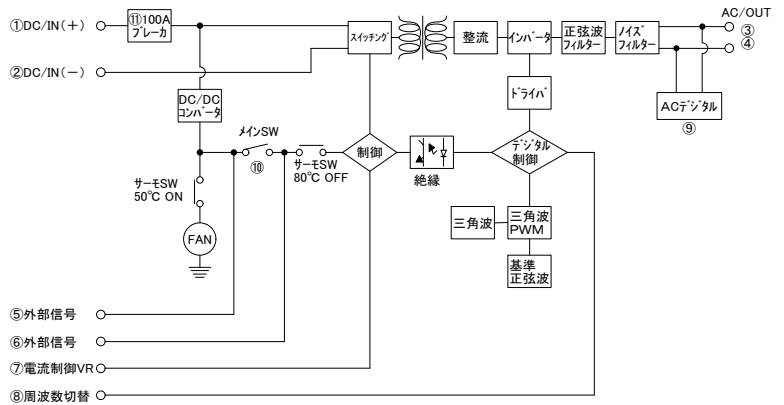 ①DC/IN(+)
⑪100A
ブレーカ
スイッチング
整流
インバータ
正弦波
フィルター
ノイズ
フィルター
AC/OUT
③
④
②DC/IN(−)
DC/DC
コンバータ
ドライバ
ACデジタル
⑨
メインSW
⑩
サーモSW
80℃ OFF
制御
絶縁
デジタル
制御
サーモSW
50℃ ON
FAN
三角波
三角波
PWM
基準
正弦波
⑤外部信号
⑥外部信号
⑦電流制御VR
⑧周波数切替